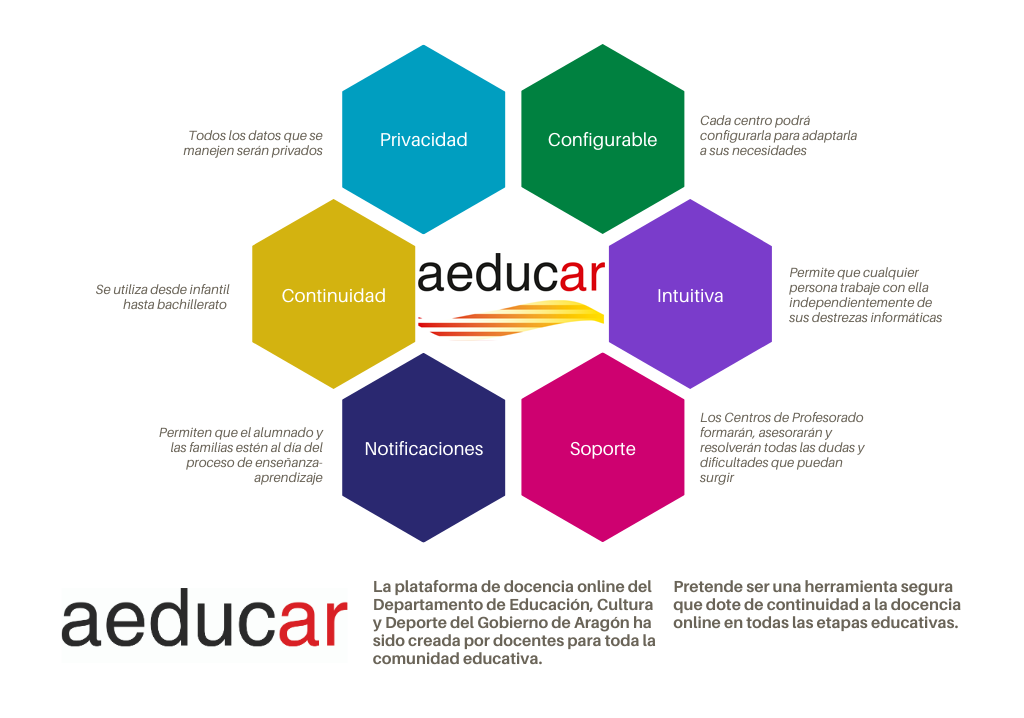 Privacidad
Todos los datos que se
manejen serán privados
Configurable
Cada centro podrá
configurarla para adaptarla
a sus necesidades
Continuidad
Se utiliza desde infantil
hasta bachillerato
aeducar
Intuitiva
Permite que cualquier
persona trabaje con ella
independientemente de
sus destrezas informáticas
Notificaciones
Permiten que el alumnado y
las familias estén al día del
proceso de enseñanza-
aprendizaje
Soporte
Los Centros de Profesorado
formarán, asesorarán y
resolverán todas las dudas y
dificultades que puedan
surgir
aeducar
La plataforma de docencia online del
Departamento de Educación, Cultura
y Deporte del Gobierno de Aragón ha
sido creada por docentes para toda la
comunidad educativa.
Pretende ser una herramienta segura
que dote de continuidad a la docencia
online en todas las etapas educativas.